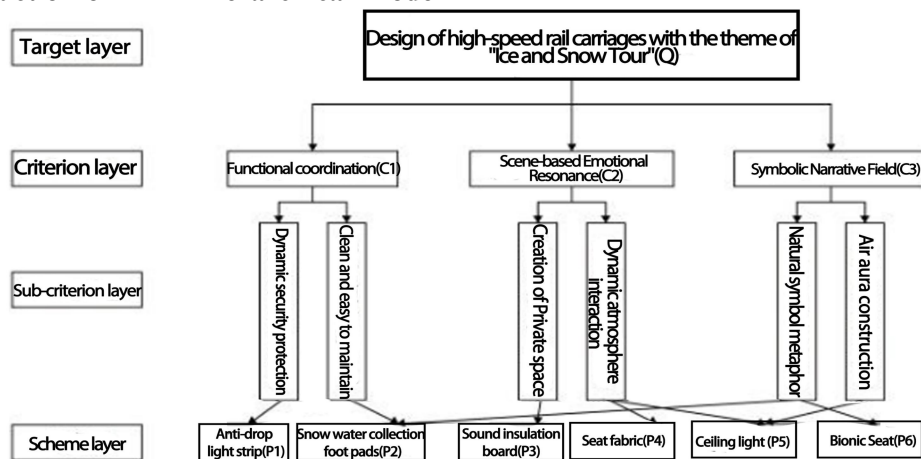 Target layer
Design of high-speed rail carriages with the theme of
"Ice and Snow Tour"(Q)
Criterion layer
Functional coordination(C1)
Scene-based Emotional
Resonance(C2)
Symbolic Narrative Field(C3)
Sub-criterion layer
Dynamic security protection
Clean and easy to maintain
Creation of Private space
Dynamic atmosphere
interaction
Natural symbol metaphor
Air aura construction
Scheme layer
Anti-drop
light strip(P1)
Snow water collection
foot pads(P2)
Sound insulation
board(P3)
Seat fabric(P4)
Ceiling light (P5)
Bionic Seat(P6)